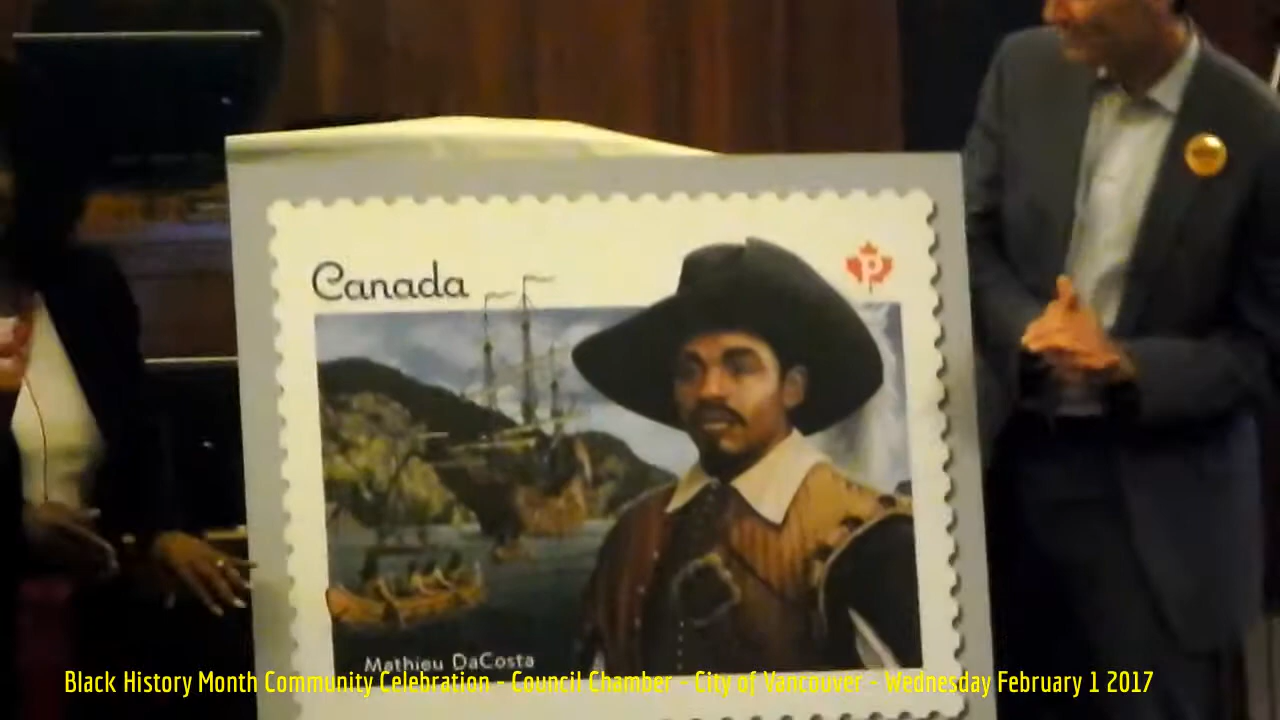 Canada
P
Mathieu DaCosta
Black History Month Community Celebration - Council Chamber - City of Vancouver - Wednesday February 1 2017